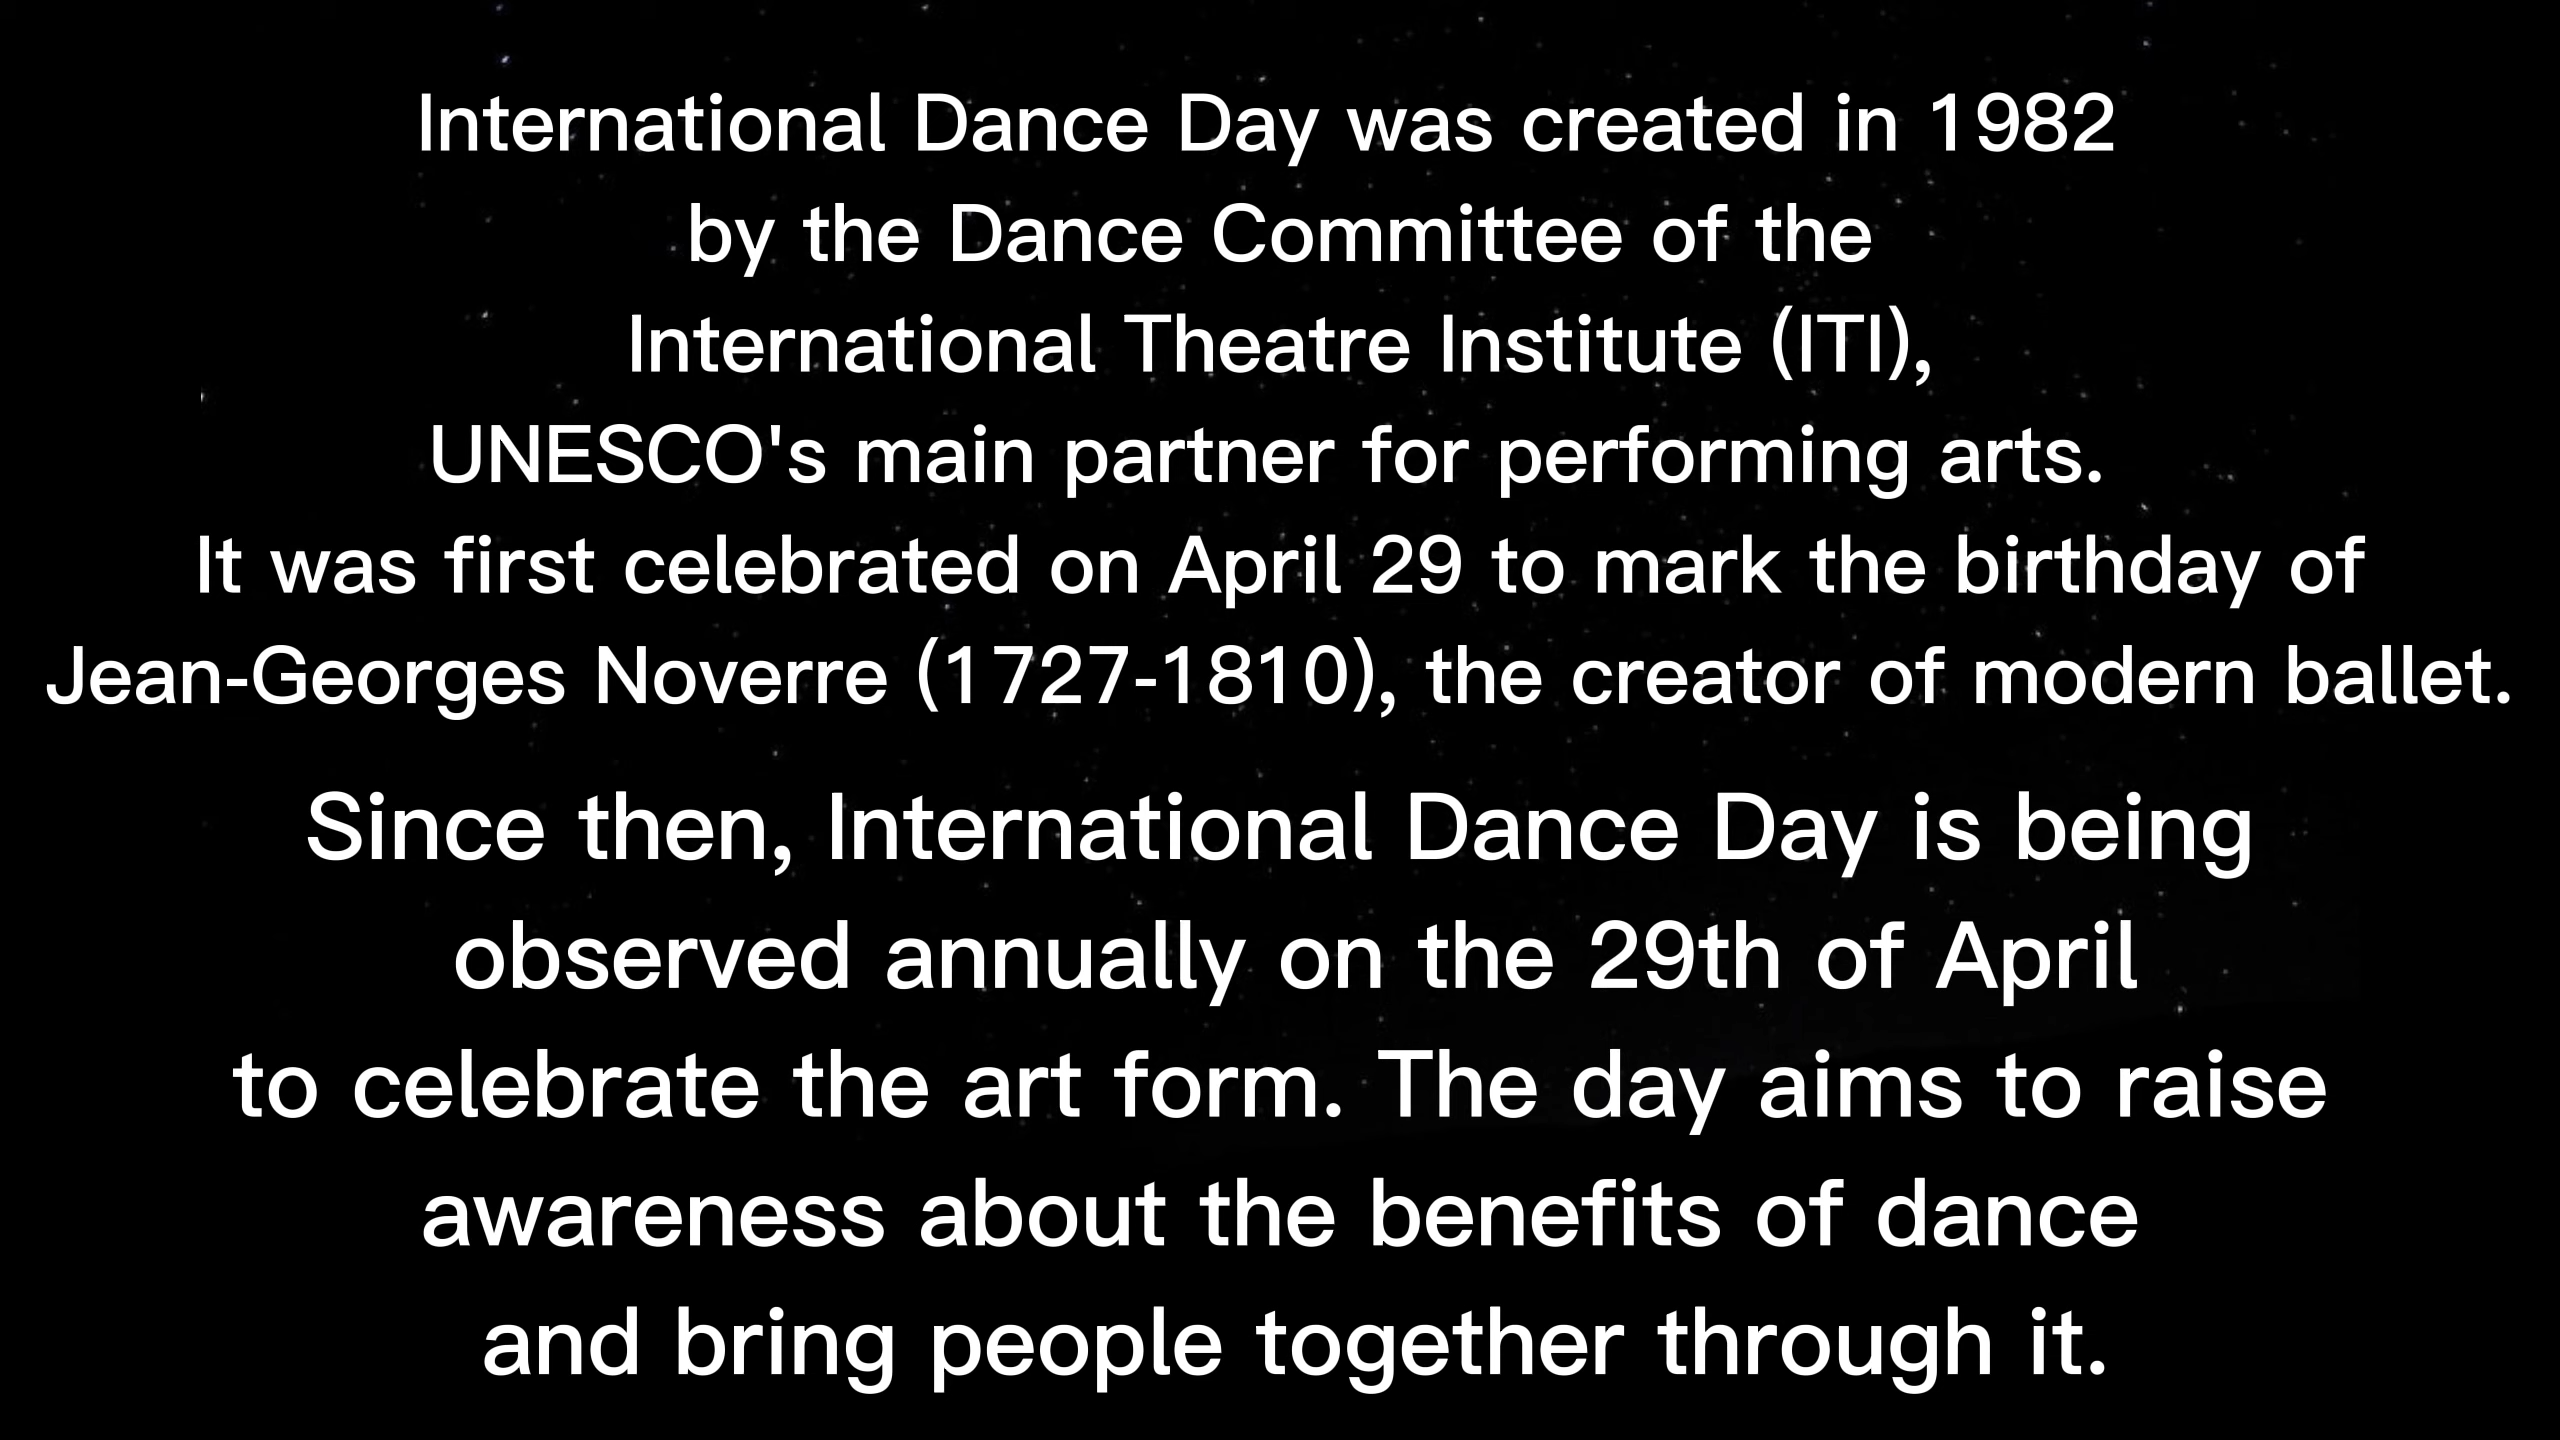 International Dance Day was created in 1982
by the Dance Committee of the
International Theatre Institute (ITI),
UNESCO's main partner for performing arts.
It was first celebrated on April 29 to mark the birthday of
Jean-Georges Noverre (1727-1810), the creator of modern ballet.
Since then, International Dance Day is being
observed annually on the 29th of April
to celebrate the art form. The day aims to raise
awareness about the benefits of dance
and bring people together through it.